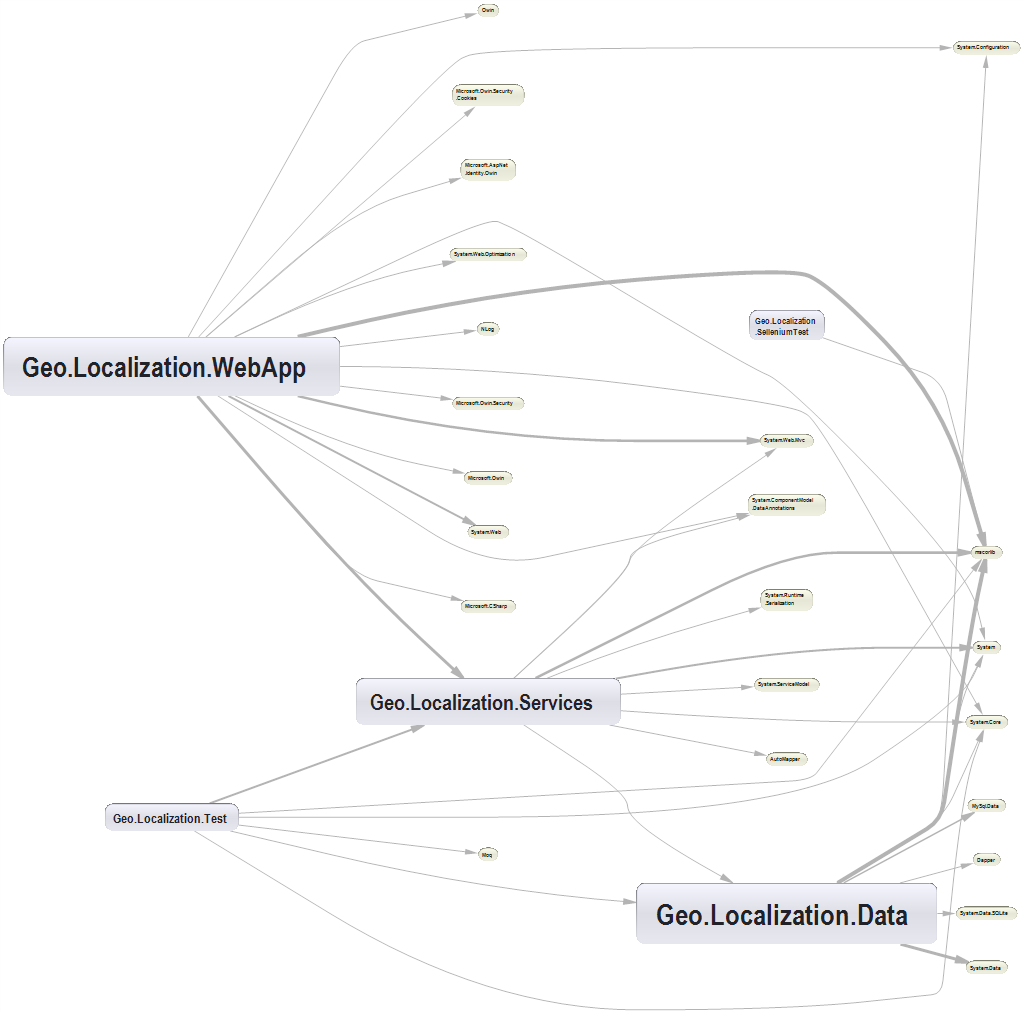 Owin
System.Configuration
Microsoft.Owin.Security
.Cookies
Microsoft.AspNet
.Identity.Owin
System.Web.Optimization
Geo.Localization
.SelleniumTest
NLog
Geo.Localization.WebApp
Microsoft.Owin.Security
System.Web.Mvc
Microsoft.Owin
System.ComponentModel
.DataAnnotations
System.Web
mscorlib
System.Runtime
.Serialization
Microsoft.CSharp
System
System.ServiceModel
Geo.Localization.Services
System.Core
AutoMapper
MySql.Data
Geo.Localization.Test
Moq
Dapper
Geo.Localization.Data
System.Data.SQLite
System.Data